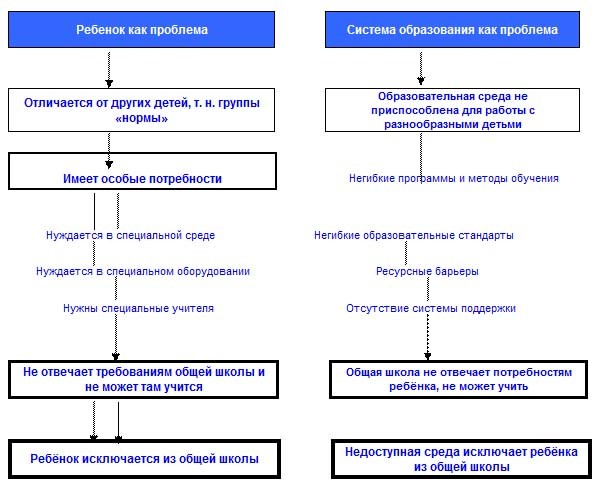 Ребенок как проблема
Отличается от других детей, т. н. группы
«нормы»
Имеет особые потребности
Нуждается в специальной среде
Нуждается в специальном оборудовании
Нужны специальные учителя
Не отвечает требованиям общей школы и
не может там учится
Ребёнок исключается из общей школы
Система образования как проблема
Образовательная среда не
приспособлена для работы с
разнообразными детьми
Негибкие программы и методы обучения
Негибкие образовательные стандарты
Ресурсные барьеры
Отсутствие системы поддержки
Общая школа не отвечает потребностям
ребёнка, не может учить
Недоступная среда исключает ребёнка
из общей школы